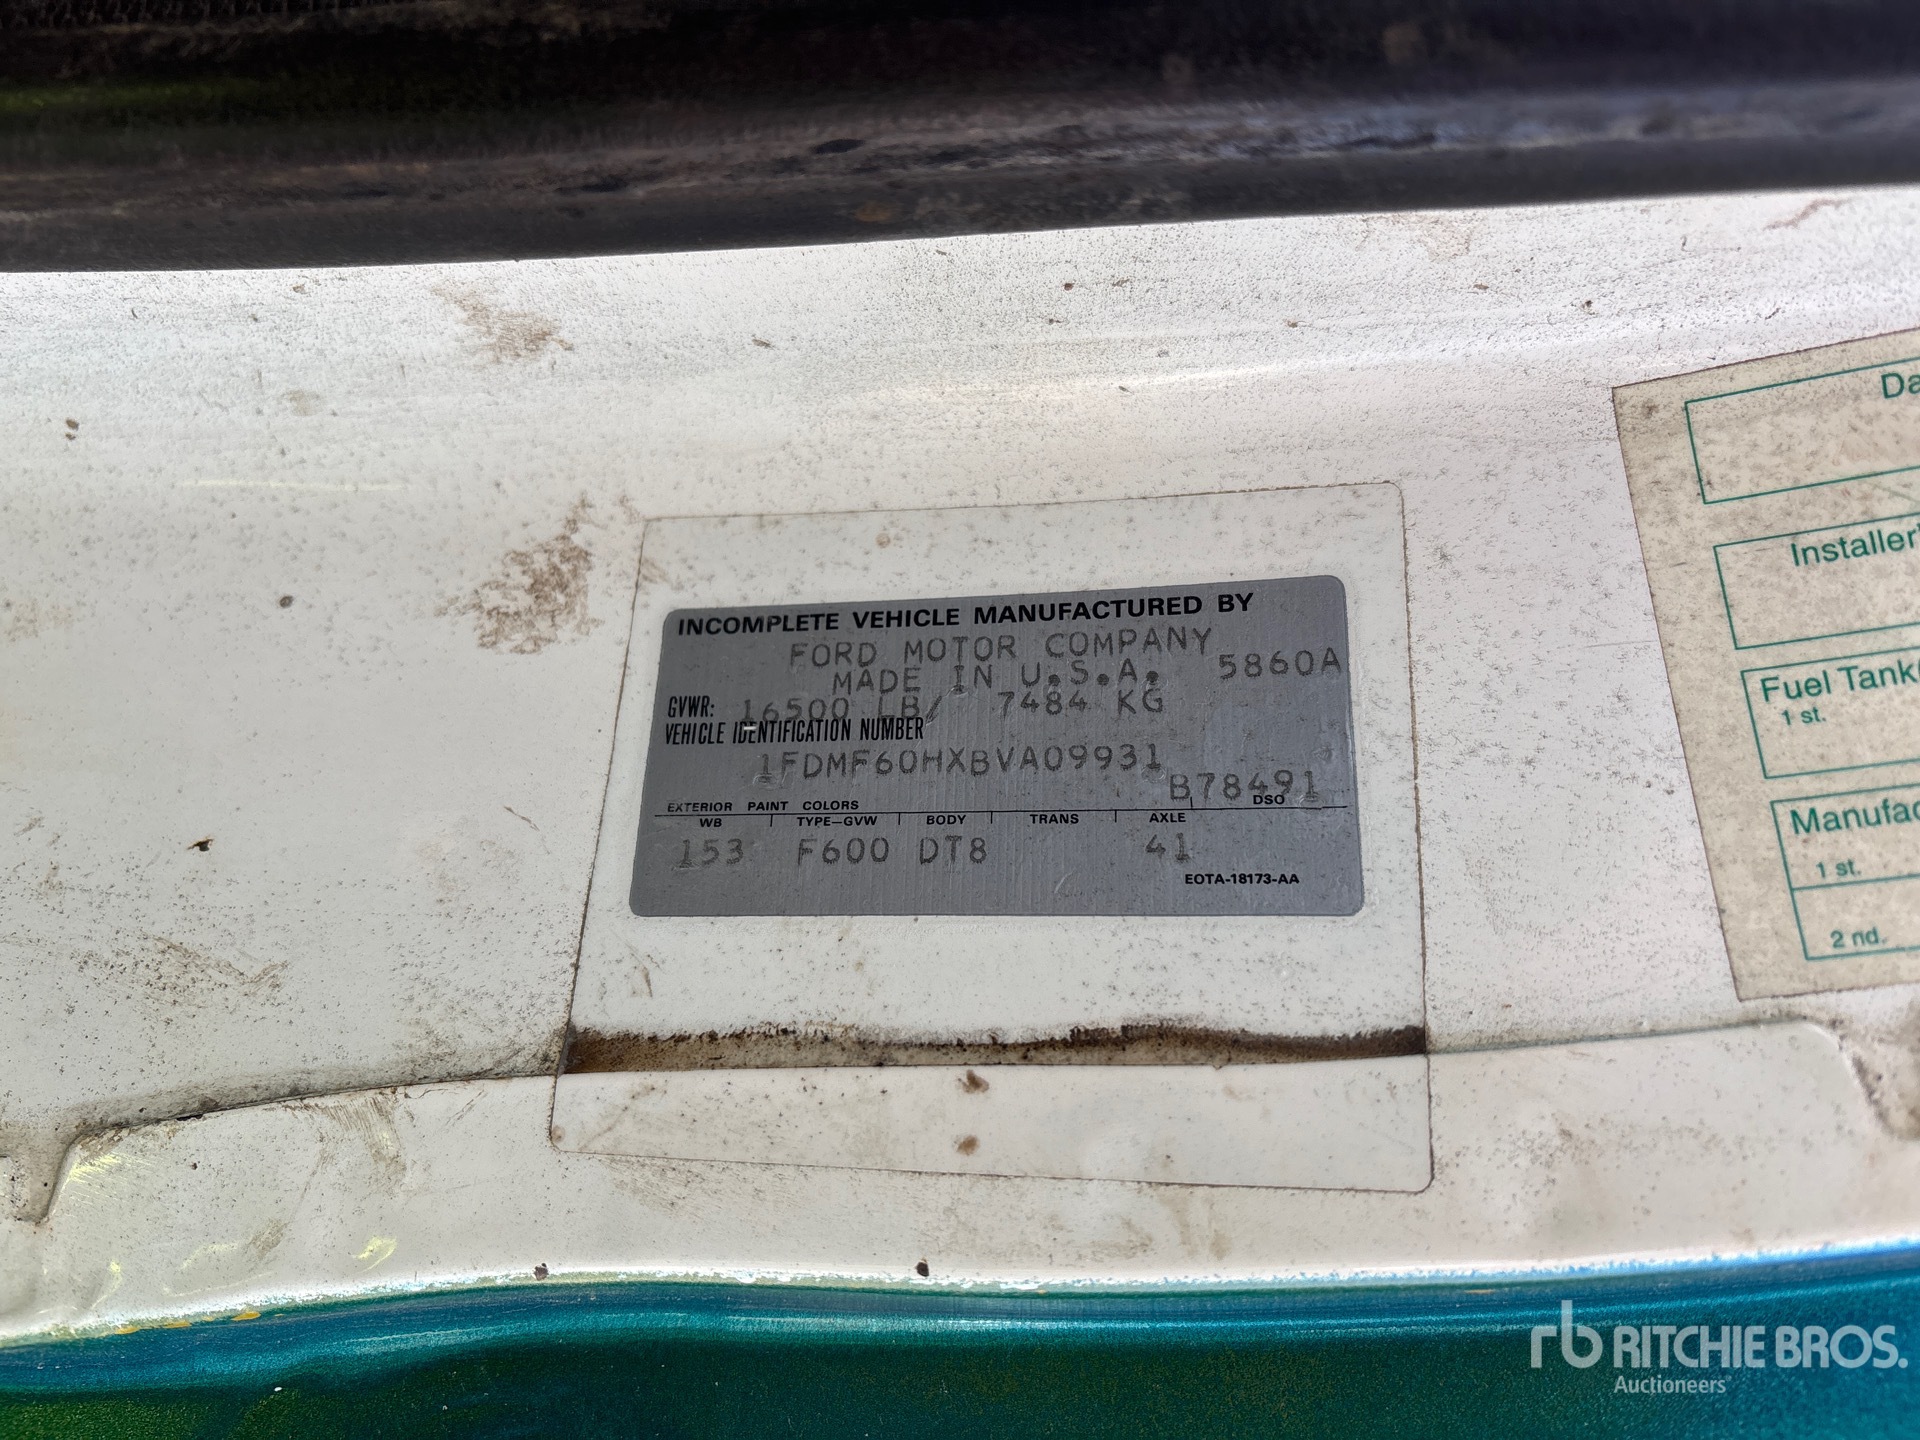 INCOMPLETE VEHICLE MANUFACTURED BY
FORD MOTOR COMPANY
MADE IN U.S.A. 5860A
GVWR: 16500 LB/ 7484 KG
VEHICLE IDENTIFICATION NUMBER
1FDMF60HXBVA09931
B78491
EXTERIOR PAINT COLORS DSO
WB TYPE-GVW BODY TRANS AXLE
153 F600 DT8 41
EOTA-18173-AA
Da
Installer'
Fuel Tank
1 st.
Manufac
1 st.
2 nd.
rb RITCHIE BROS.
Auctioneers